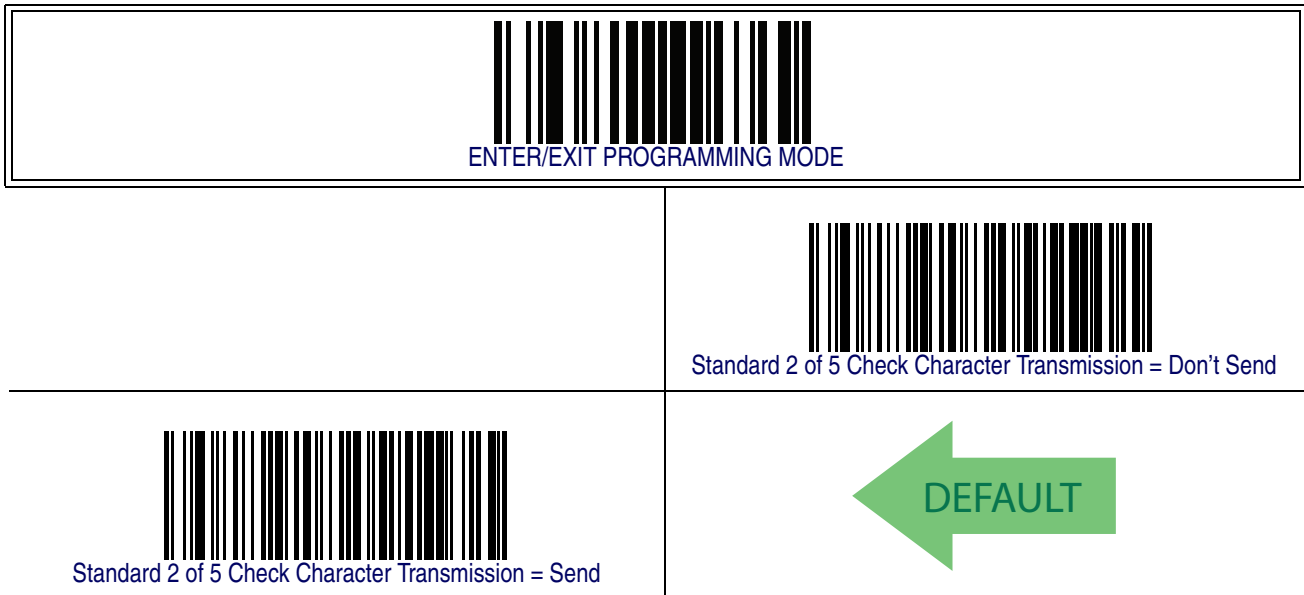 ENTER/EXIT PROGRAMMING MODE
Standard 2 of 5 Check Character Transmission = Don't Send
Standard 2 of 5 Check Character Transmission = Send
DEFAULT